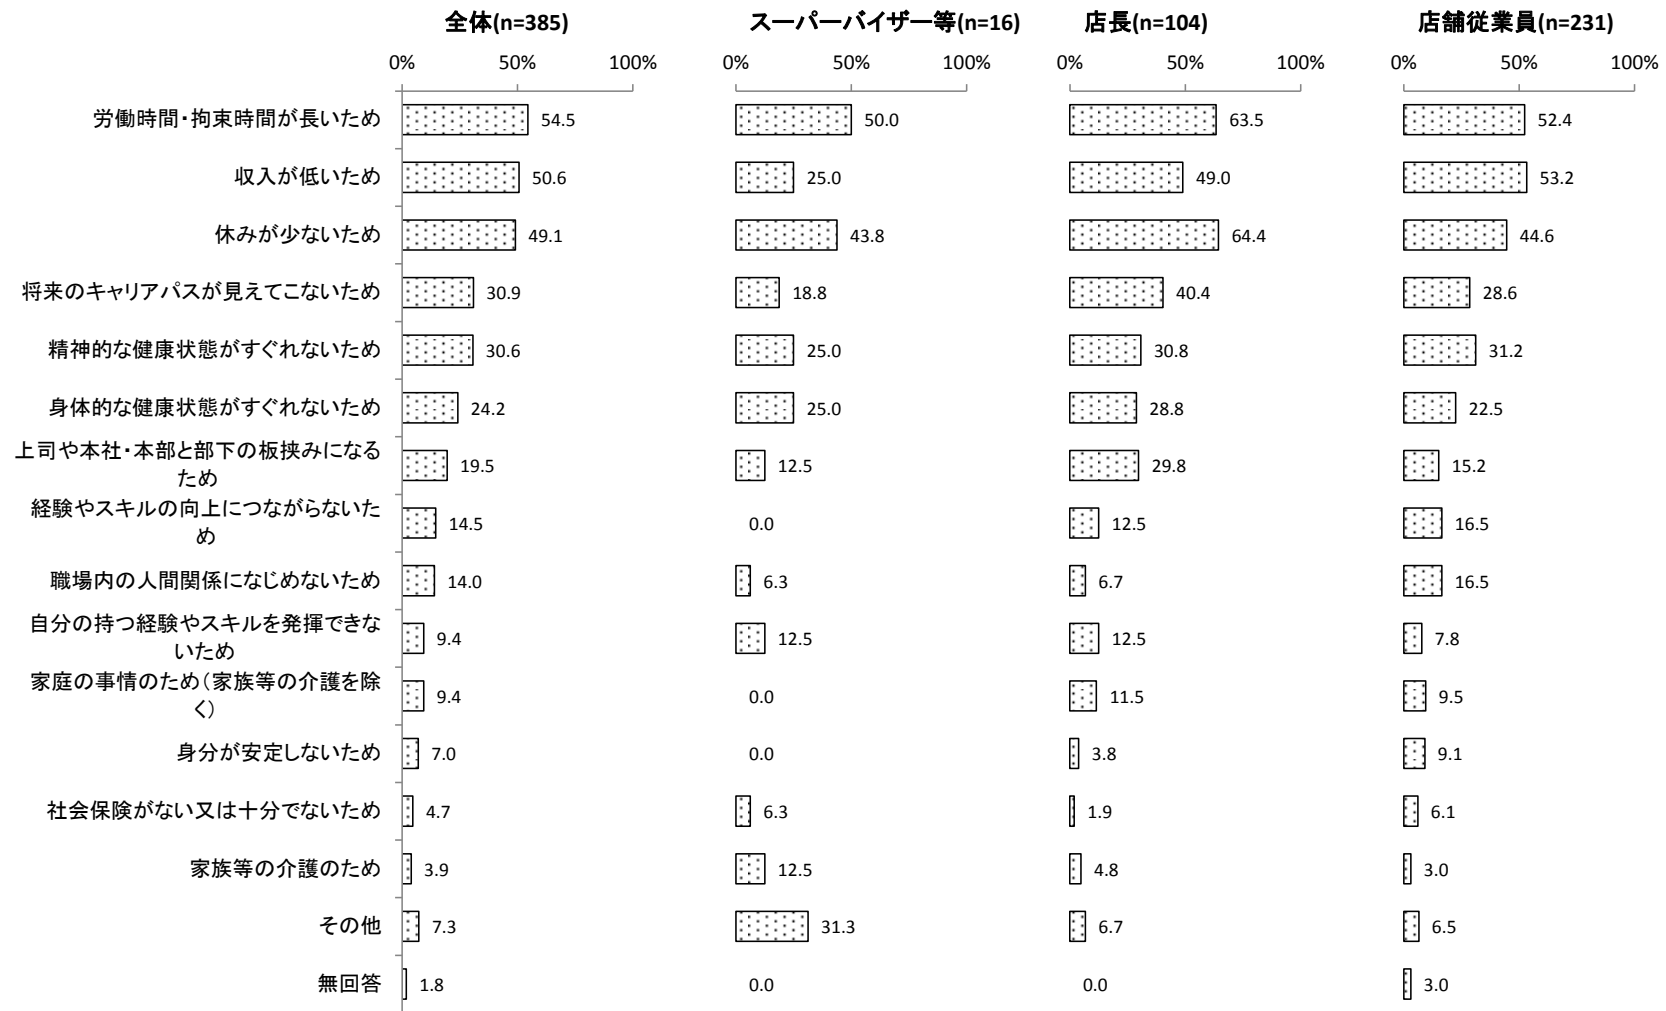 全体(n=385) スーパーバイザー等(n=16) 店長(n=104) 店舗従業員(n=231)
0% 50% 100% 0% 50% 100% 0% 50% 100% 0% 50% 100%
労働時間・拘束時間が長いため 54.5 50.0 63.5 52.4
収入が低いため 50.6 25.0 49.0 53.2
休みが少ないため 49.1 43.8 64.4 44.6
将来のキャリアパスが見えてこないため 30.9 18.8 40.4 28.6
精神的な健康状態がすぐれないため 30.6 25.0 30.8 31.2
身体的な健康状態がすぐれないため 24.2 25.0 28.8 22.5
上司や本社・本部と部下の板挟みになる
ため 19.5 12.5 29.8 15.2
経験やスキルの向上につながらないた
め 14.5 0.0 12.5 16.5
職場内の人間関係になじめないため 14.0 6.3 6.7 16.5
自分の持つ経験やスキルを発揮できな
いため 9.4 12.5 12.5 7.8
家庭の事情のため（家族等の介護を除
く） 9.4 0.0 11.5 9.5
身分が安定しないため 7.0 0.0 3.8 9.1
社会保険がない又は十分でないため 4.7 6.3 1.9 6.1
家族等の介護のため 3.9 12.5 4.8 3.0
その他 7.3 31.3 6.7 6.5
無回答 1.8 0.0 0.0 3.0